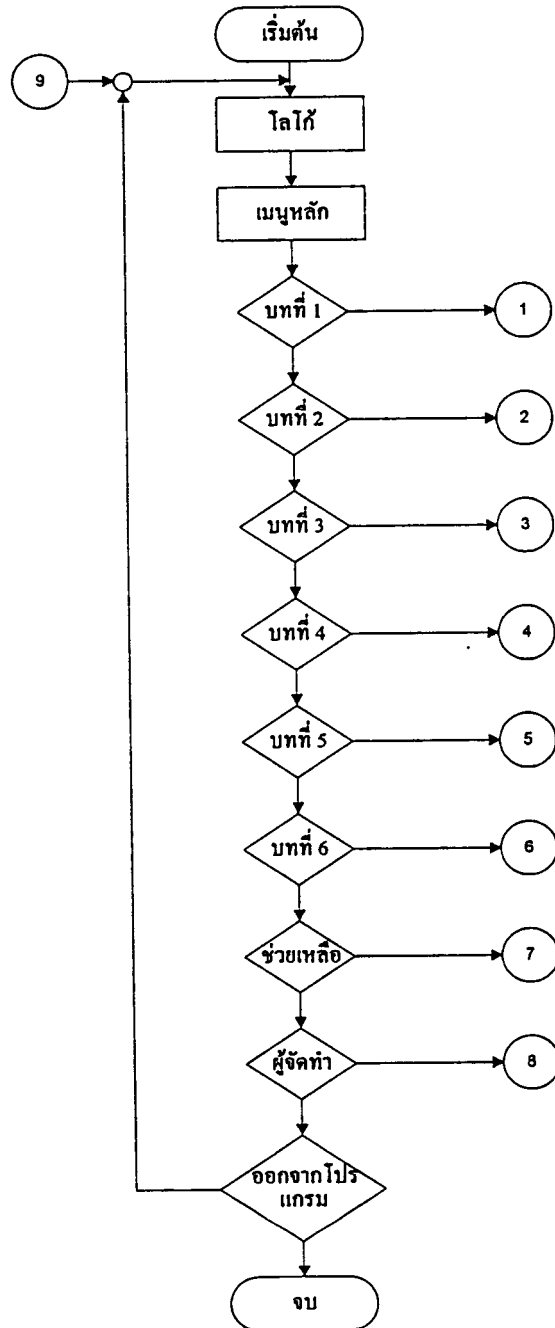 เริ่มต้น
9
โลโก้
เมนูหลัก
บทที่ 1
1
บทที่ 2
2
บทที่ 3
3
บทที่ 4
4
บทที่ 5
5
บทที่ 6
6
ช่วยเหลือ
7
ผู้จัดทำ
8
ออกจากโปร
แกรม
จบ